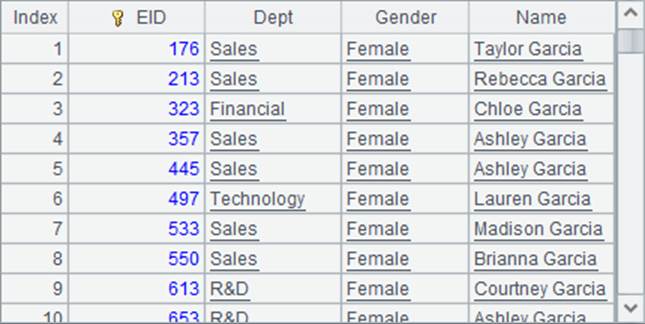 Index EID Dept Gender Name
1 176 Sales Female Taylor Garcia
2 213 Sales Female Rebecca Garcia
3 323 Financial Female Chloe Garcia
4 357 Sales Female Ashley Garcia
5 445 Sales Female Ashley Garcia
6 497 Technology Female Lauren Garcia
7 533 Sales Female Madison Garcia
8 550 Sales Female Brianna Garcia
9 613 R&D Female Courtney Garcia
10 653 R&D Female Ashley Garcia